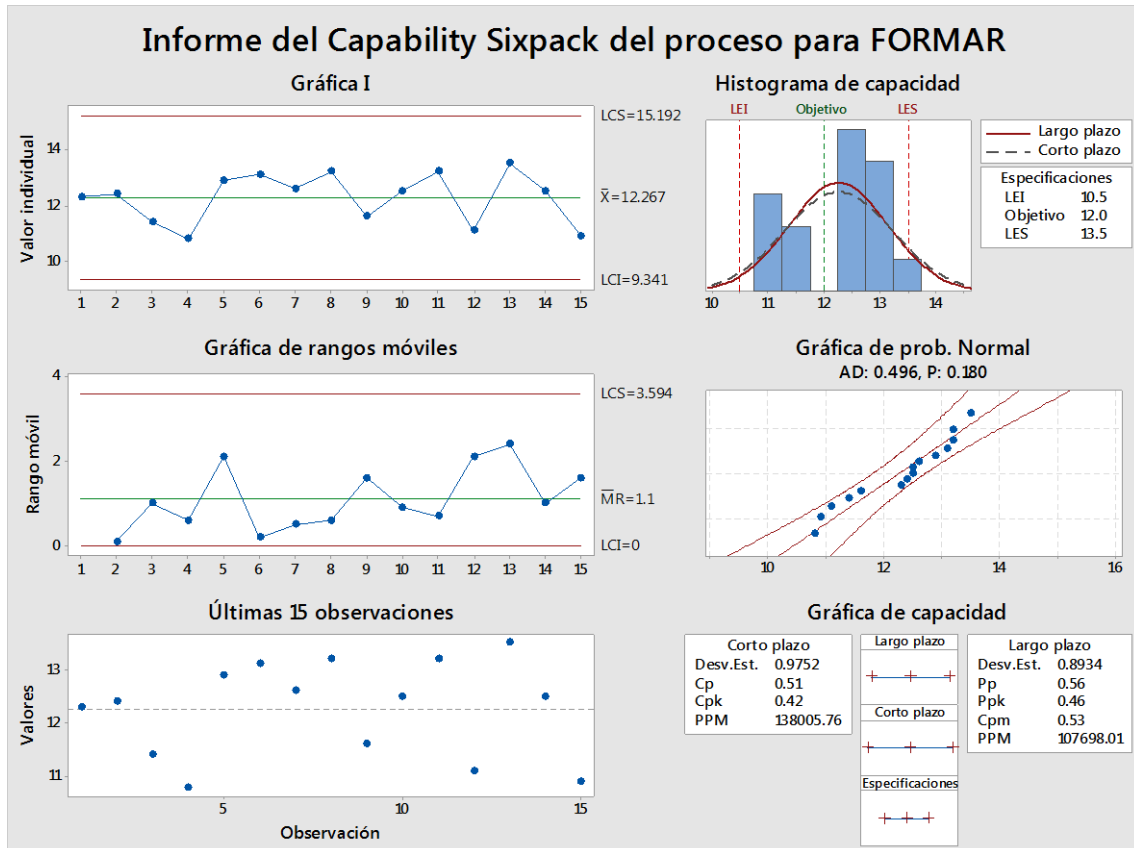 Informe del Capability Sixpack del proceso para FORMAR
Gráfica I
Valor individual
14
12
10
1 2 3 4 5 6 7 8 9 10 11 12 13 14 15
LCS=15.192
X̄=12.267
LCI=9.341
Histograma de capacidad
LEI Objetivo LES
10 11 12 13 14
Largo plazo
Corto plazo
Especificaciones
LEI 10.5
Objetivo 12.0
LES 13.5
Gráfica de rangos móviles
Rango móvil
4
2
0
1 2 3 4 5 6 7 8 9 10 11 12 13 14 15
LCS=3.594
M̅R̅=1.1
LCI=0
Gráfica de prob. Normal
AD: 0.496, P: 0.180
10 12 14 16
Últimas 15 observaciones
Valores
13
12
11
5 10 15
Observación
Gráfica de capacidad
Corto plazo
Desv.Est. 0.9752
Cp 0.51
Cpk 0.42
PPM 138005.76
Largo plazo
Corto plazo
Especificaciones
Largo plazo
Desv.Est. 0.8934
Pp 0.56
Ppk 0.46
Cpm 0.53
PPM 107698.01